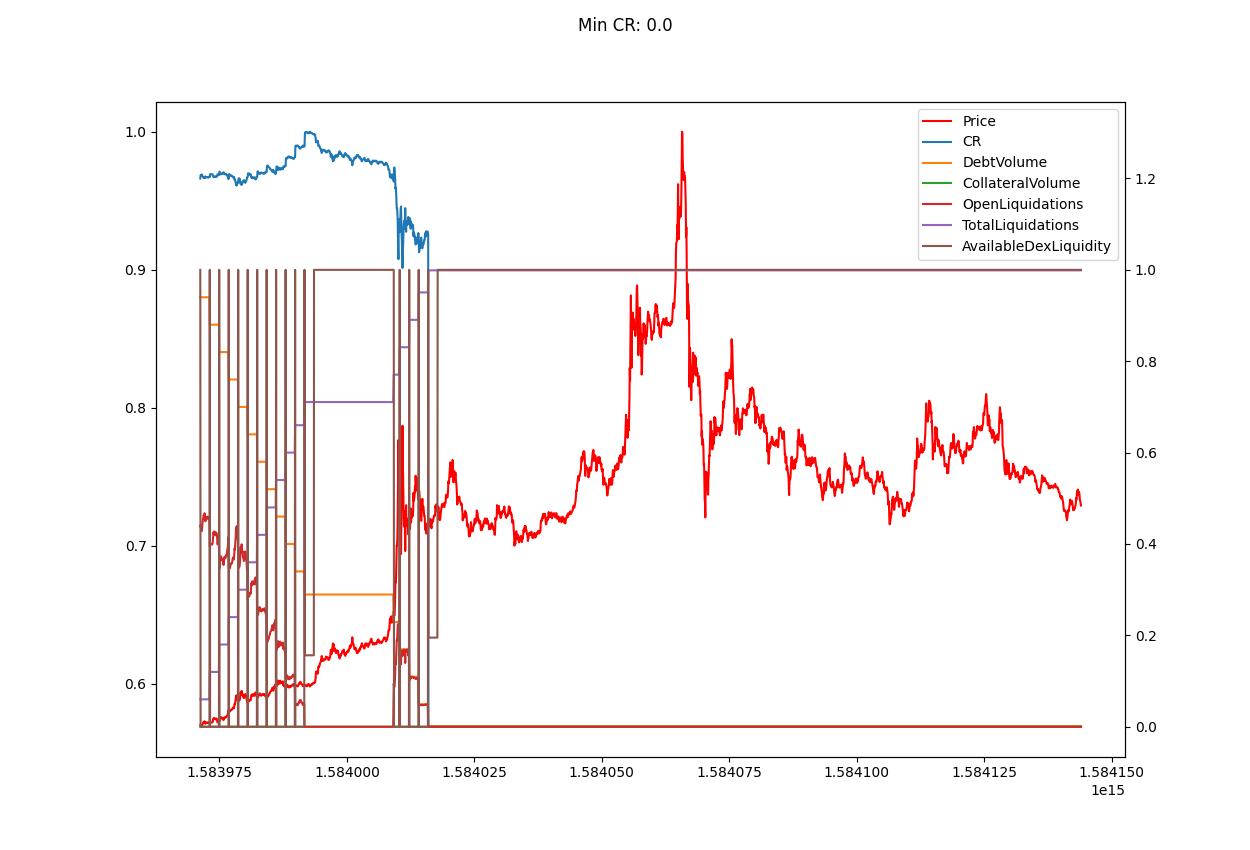 Min CR: 0.0
1.0
0.9
0.8
0.7
0.6
1.2
1.0
0.8
0.6
0.4
0.2
0.0
Price
CR
DebtVolume
CollateralVolume
OpenLiquidations
TotalLiquidations
AvailableDexLiquidity
1.583975 1.584000 1.584025 1.584050 1.584075 1.584100 1.584125 1.584150
1e15